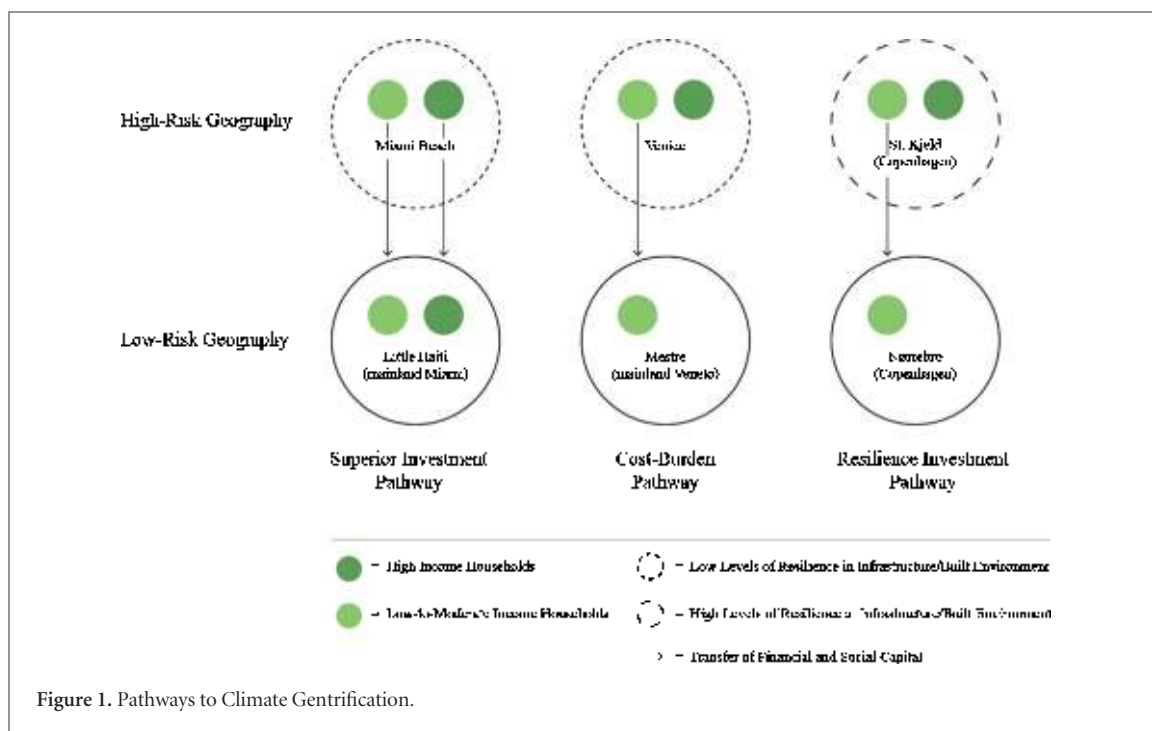 High-Risk Geography
Miami Beach
Venice
St. Kjeld
(Copenhagen)
Low-Risk Geography
Little Haiti
(mainland Miami)
Mestre
(mainland Veneto)
(Copenhagen)
Superior Investment
Pathway
Cost-Burden
Pathway
Resilience Investment
Pathway
= High Income Households
= Low-to-Moderate Income Households
= Low Levels of Resilience in Infrastructure/Built Environment
= High Levels of Resilience in Infrastructure/Built Environment
= Transfer of Financial and Social Capital
Figure 1. Pathways to Climate Gentrification.